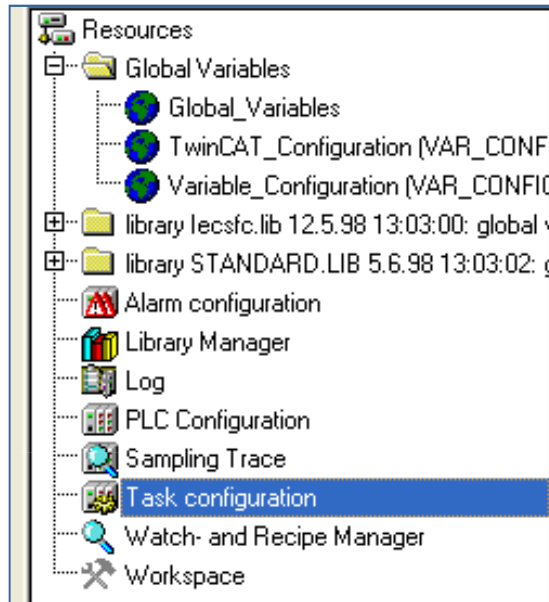 Resources
Global Variables
Global_Variables
TwinCAT_Configuration (VAR_CONF
Variable_Configuration (VAR_CONFIG
library Iecsfc.lib 12.5.98 13:03:00: global v
library STANDARD.LIB 5.6.98 13:03:02: g
Alarm configuration
Library Manager
Log
PLC Configuration
Sampling Trace
Task configuration
Watch- and Recipe Manager
Workspace